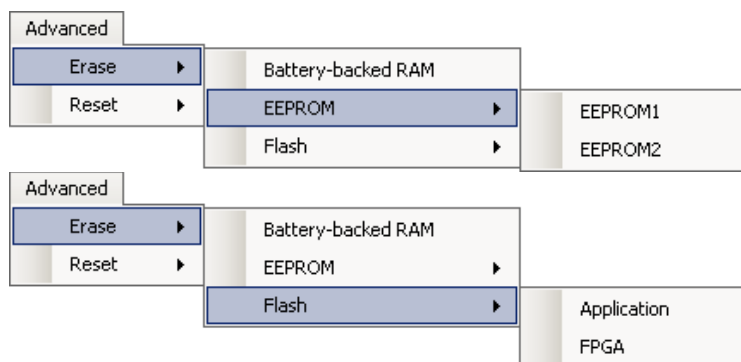 Advanced
Erase
Battery-backed RAM
Reset
EEPROM
EEPROM1
Flash
EEPROM2
Advanced
Erase
Battery-backed RAM
Reset
EEPROM
Flash
Application
FPGA